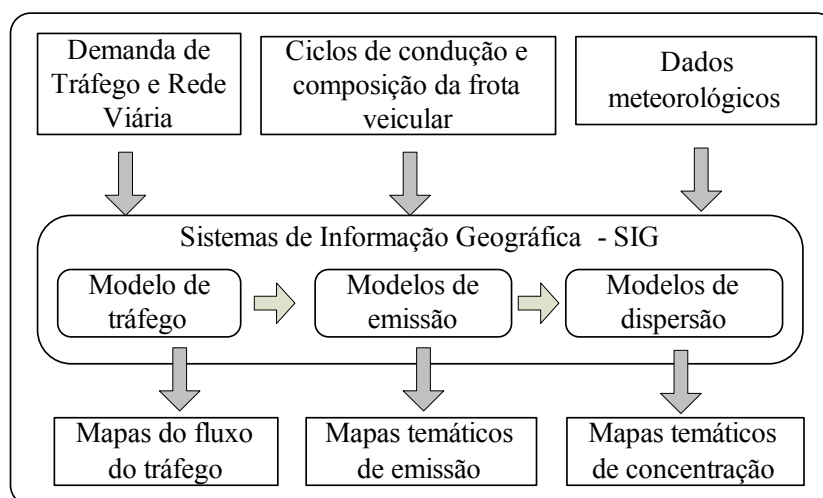 Demanda de
Tráfego e Rede
Viária
Ciclos de condução e
composição da frota
veicular
Dados
meteorológicos
Sistemas de Informação Geográfica - SIG
Modelo de
tráfego
Modelos de
emissão
Modelos de
dispersão
Mapas do fluxo
do tráfego
Mapas temáticos
de emissão
Mapas temáticos
de concentração